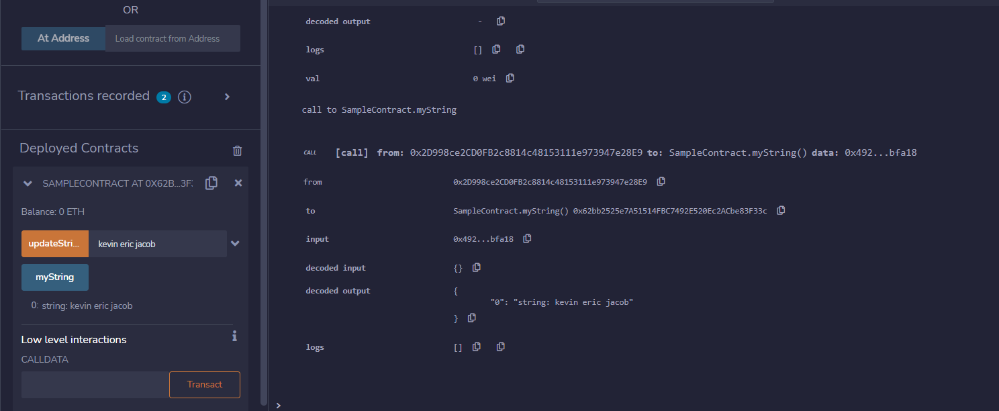 OR
At Address
Load contract from Address
Transactions recorded 2 i
Deployed Contracts
SAMPLECONTRACT AT 0X62B...3F:
Balance: 0 ETH
updateStri...
kevin eric jacob
myString
0: string: kevin eric jacob
Low level interactions i
CALLDATA
Transact
decoded output -
logs []
val 0 wei
call to SampleContract.myString
CALL [call] from: 0x2D998ce2CD0FB2c8814c48153111e973947e28E9 to: SampleContract.myString() data: 0x492...bfa18
from 0x2D998ce2CD0FB2c8814c48153111e973947e28E9
to SampleContract.myString() 0x62bb2525e7A51514FBC7492E520Ec2ACbe83F33c
input 0x492...bfa18
decoded input {}
decoded output {
"0": "string: kevin eric jacob"
}
logs []
>